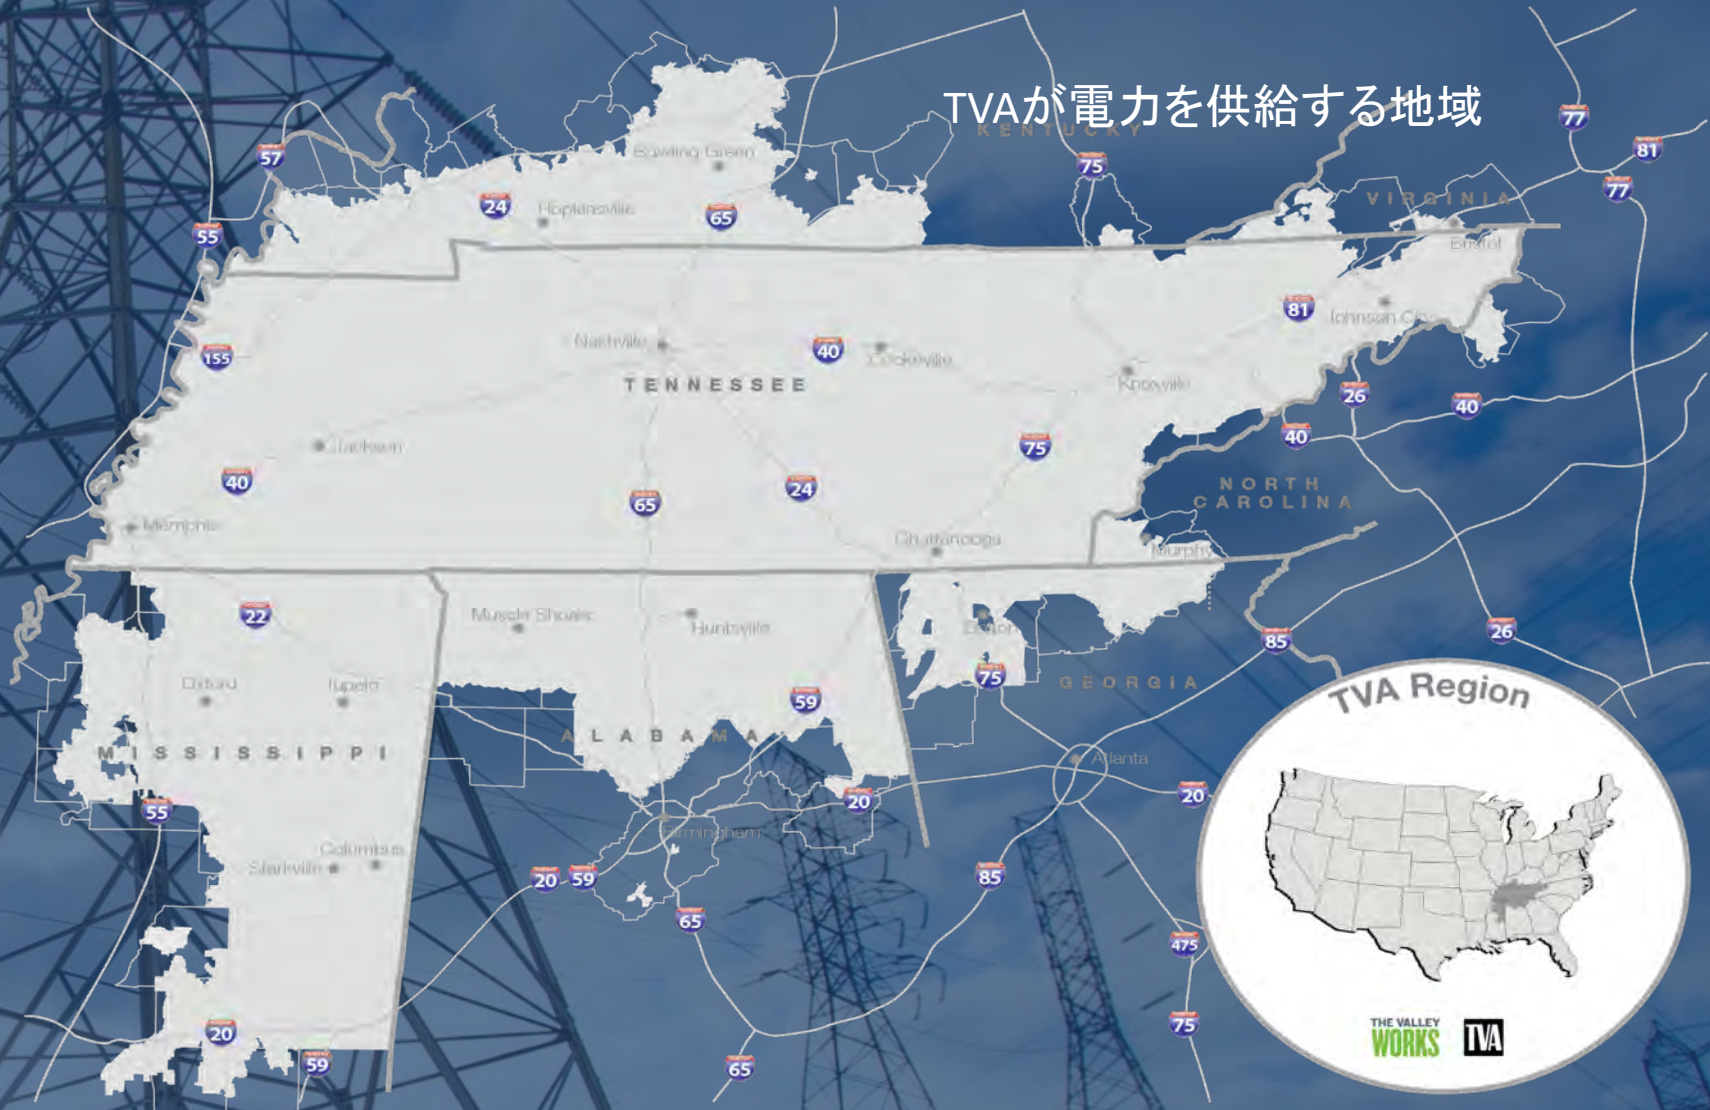 TVAが電力を供給する地域
KENTUCKY
77
81
57
75
Bowling Green
77
VIRGINIA
24
Hopkinsville
65
55
Bristol
81
Johnson City
155
Nashville
40
Cookeville
TENNESSEE
Knoxville
26
40
40
Jackson
75
40
65
24
NORTH
CAROLINA
Memphis
Chattanooga
Murphy
22
Muscle Shoals
Huntsville
Dalton
85
26
Oxford
Tupelo
59
75
GEORGIA
MISSISSIPPI
ALABAMA
Atlanta
55
20
20
Birmingham
Columbus
Starkville
20
59
85
65
475
20
59
65
75
TVA Region
THE VALLEY
WORKS
TVA